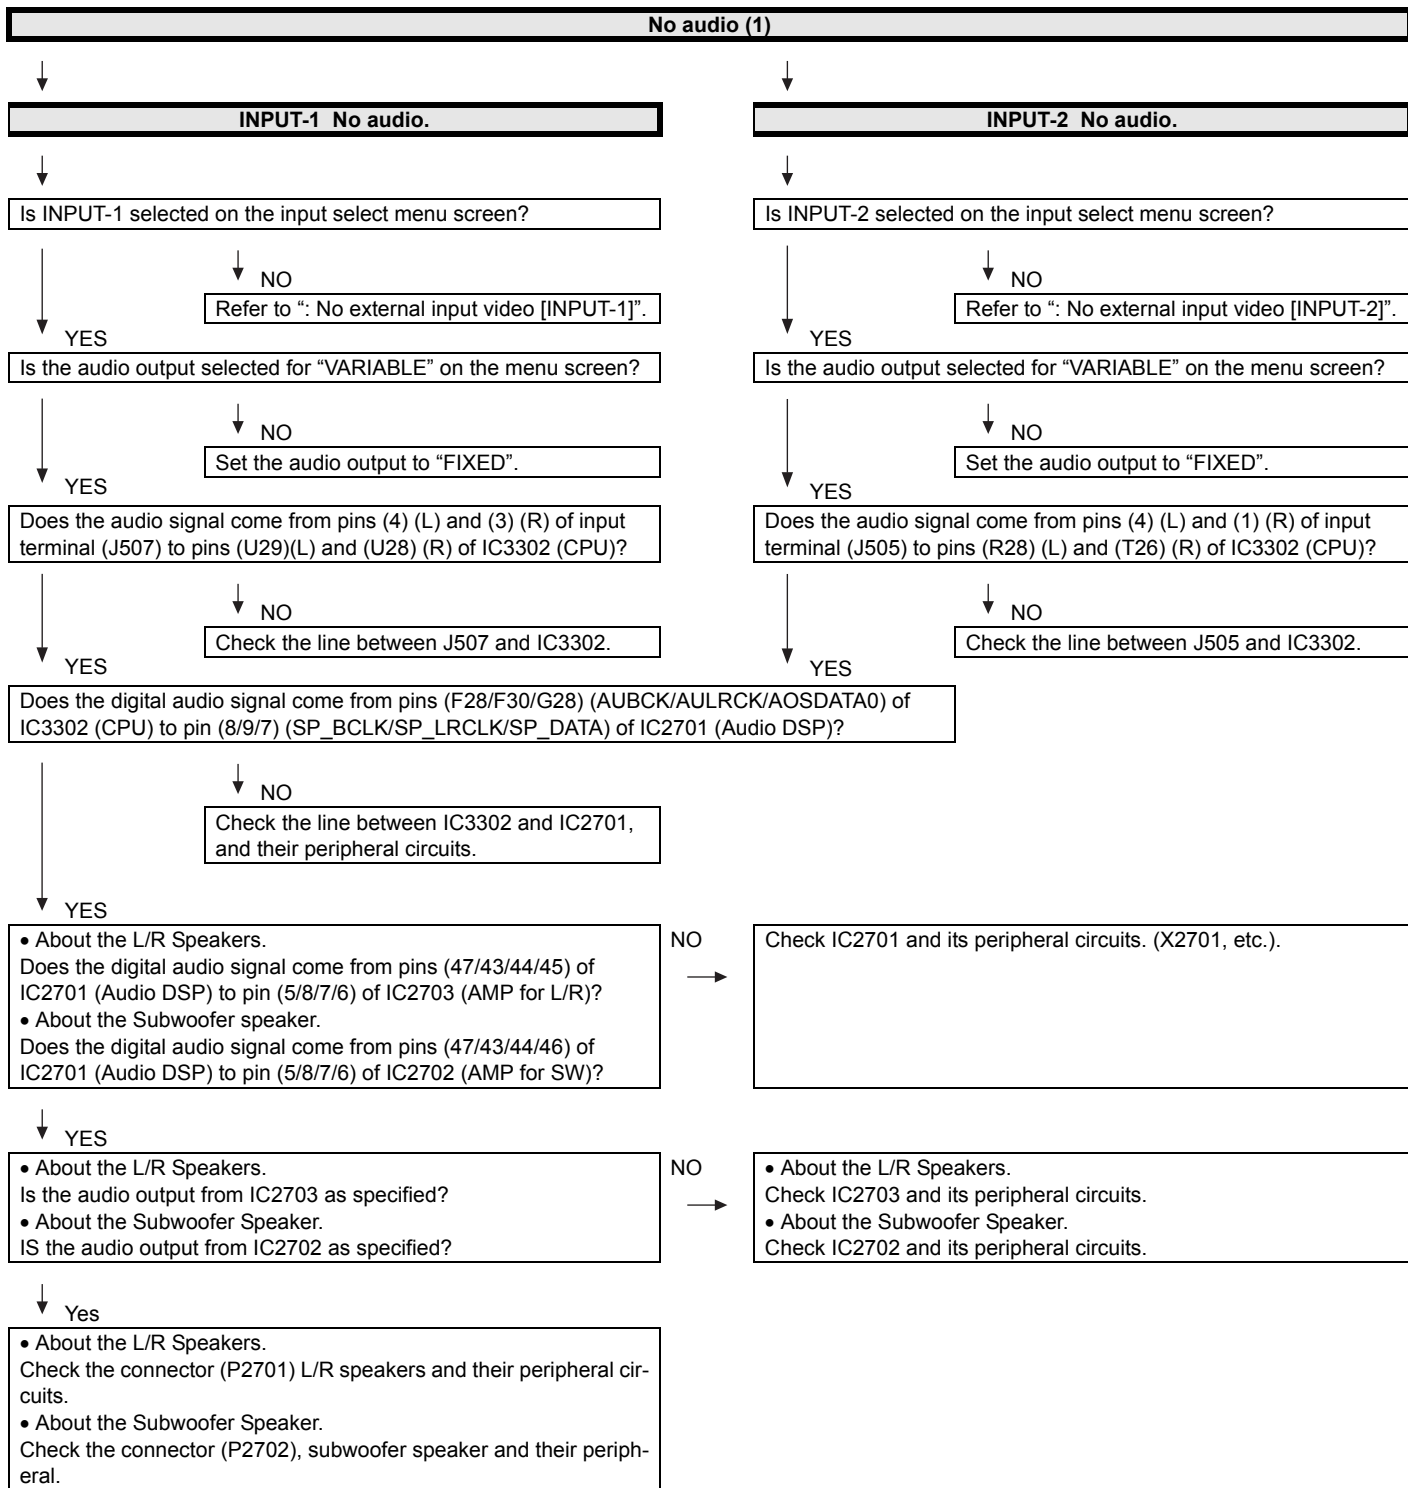 No audio (1)
INPUT-1 No audio.
INPUT-2 No audio.
Is INPUT-1 selected on the input select menu screen?
Is INPUT-2 selected on the input select menu screen?
NO
NO
Refer to “: No external input video [INPUT-1]”.
Refer to “: No external input video [INPUT-2]”.
YES
YES
Is the audio output selected for “VARIABLE” on the menu screen?
Is the audio output selected for “VARIABLE” on the menu screen?
NO
NO
Set the audio output to “FIXED”.
Set the audio output to “FIXED”.
YES
YES
Does the audio signal come from pins (4) (L) and (3) (R) of input
terminal (J507) to pins (U29)(L) and (U28) (R) of IC3302 (CPU)?
Does the audio signal come from pins (4) (L) and (1) (R) of input
terminal (J505) to pins (R28) (L) and (T26) (R) of IC3302 (CPU)?
NO
NO
Check the line between J507 and IC3302.
Check the line between J505 and IC3302.
YES
YES
Does the digital audio signal come from pins (F28/F30/G28) (AUBCK/AULRCK/AOSDATA0) of
IC3302 (CPU) to pin (8/9/7) (SP_BCLK/SP_LRCLK/SP_DATA) of IC2701 (Audio DSP)?
NO
Check the line between IC3302 and IC2701,
and their peripheral circuits.
YES
• About the L/R Speakers.
Does the digital audio signal come from pins (47/43/44/45) of
IC2701 (Audio DSP) to pin (5/8/7/6) of IC2703 (AMP for L/R)?
• About the Subwoofer speaker.
Does the digital audio signal come from pins (47/43/44/46) of
IC2701 (Audio DSP) to pin (5/8/7/6) of IC2702 (AMP for SW)?
NO
Check IC2701 and its peripheral circuits. (X2701, etc.).
YES
• About the L/R Speakers.
Is the audio output from IC2703 as specified?
• About the Subwoofer Speaker.
IS the audio output from IC2702 as specified?
NO
• About the L/R Speakers.
Check IC2703 and its peripheral circuits.
• About the Subwoofer Speaker.
Check IC2702 and its peripheral circuits.
Yes
• About the L/R Speakers.
Check the connector (P2701) L/R speakers and their peripheral cir-
cuits.
• About the Subwoofer Speaker.
Check the connector (P2702), subwoofer speaker and their periph-
eral.